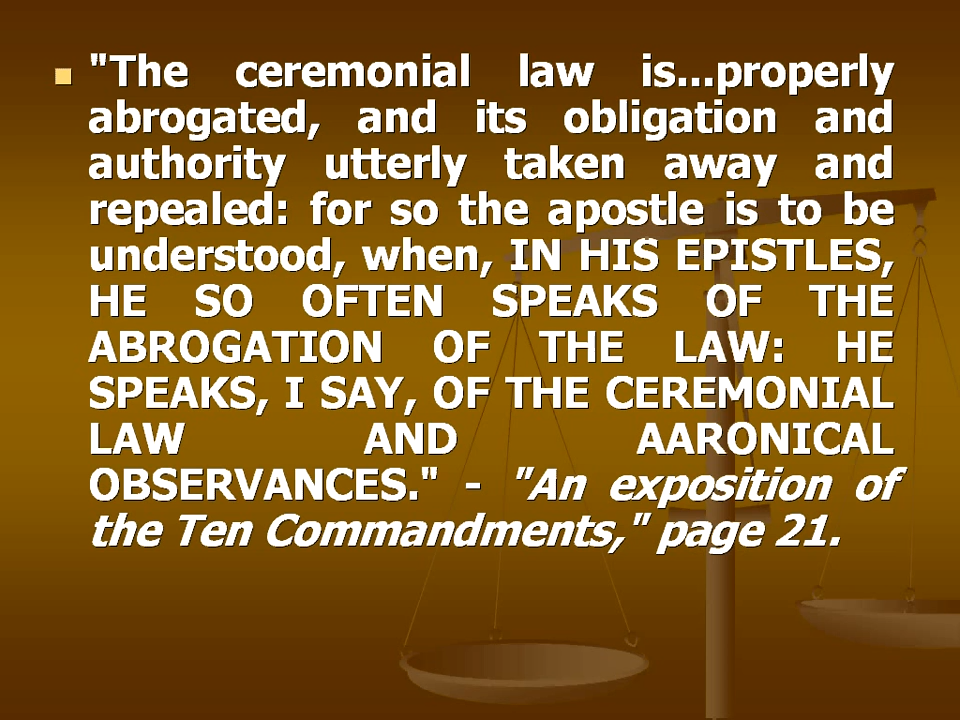 "The ceremonial law is...properly
abrogated, and its obligation and
authority utterly taken away and
repealed: for so the apostle is to be
understood, when, IN HIS EPISTLES,
HE SO OFTEN SPEAKS OF THE
ABROGATION OF THE LAW: HE
SPEAKS, I SAY, OF THE CEREMONIAL
LAW AND AARONICAL
OBSERVANCES." - "An exposition of
the Ten Commandments," page 21.